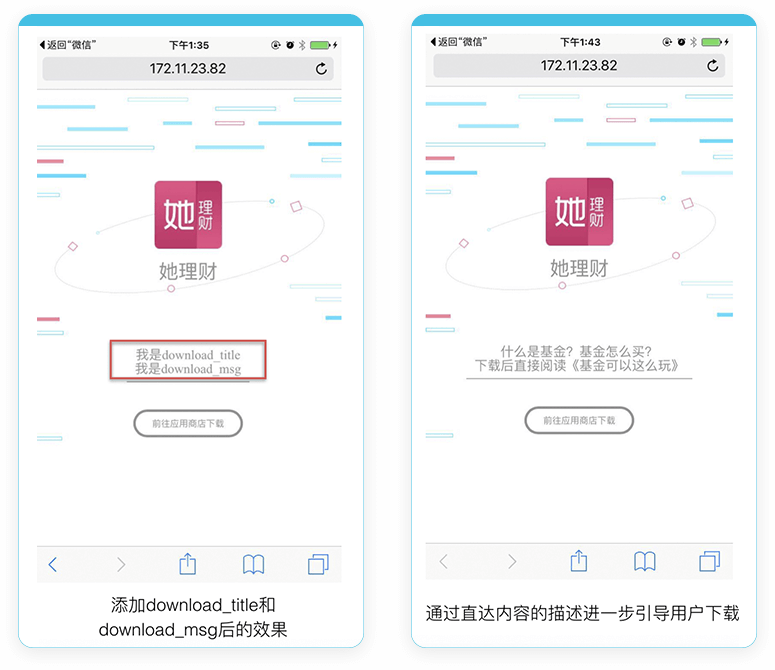 返回“微信”
下午1:35
172.11.23.82
她理财
她理财
我是download_title
我是download_msg
前往应用商店下载
添加download_title和
download_msg后的效果
返回“微信”
下午1:43
172.11.23.82
她理财
她理财
什么是基金？基金怎么买？
下载后直接阅读《基金可以这么玩》
前往应用商店下载
通过直达内容的描述进一步引导用户下载